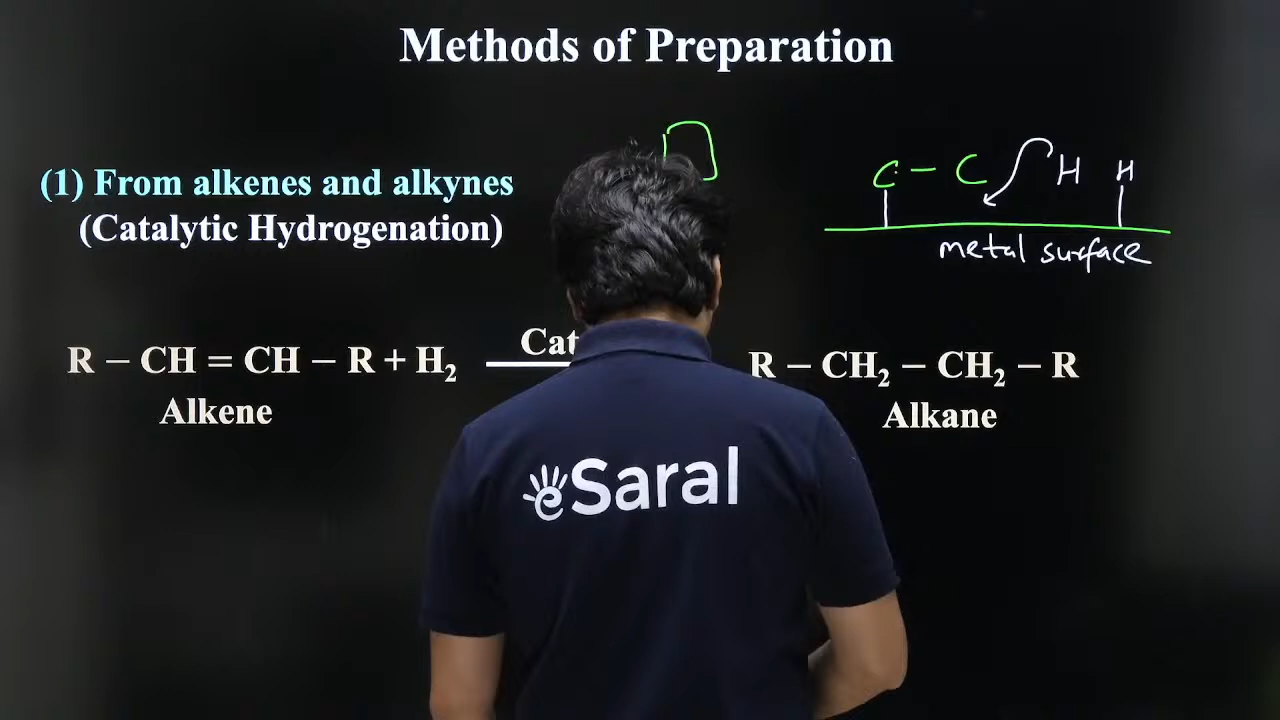 Methods of Preparation
(1) From alkenes and alkynes
(Catalytic Hydrogenation)
C – C H H
metal surface
R – CH = CH – R + H₂ Cat R – CH₂ – CH₂ – R
Alkene Alkane
eSaral